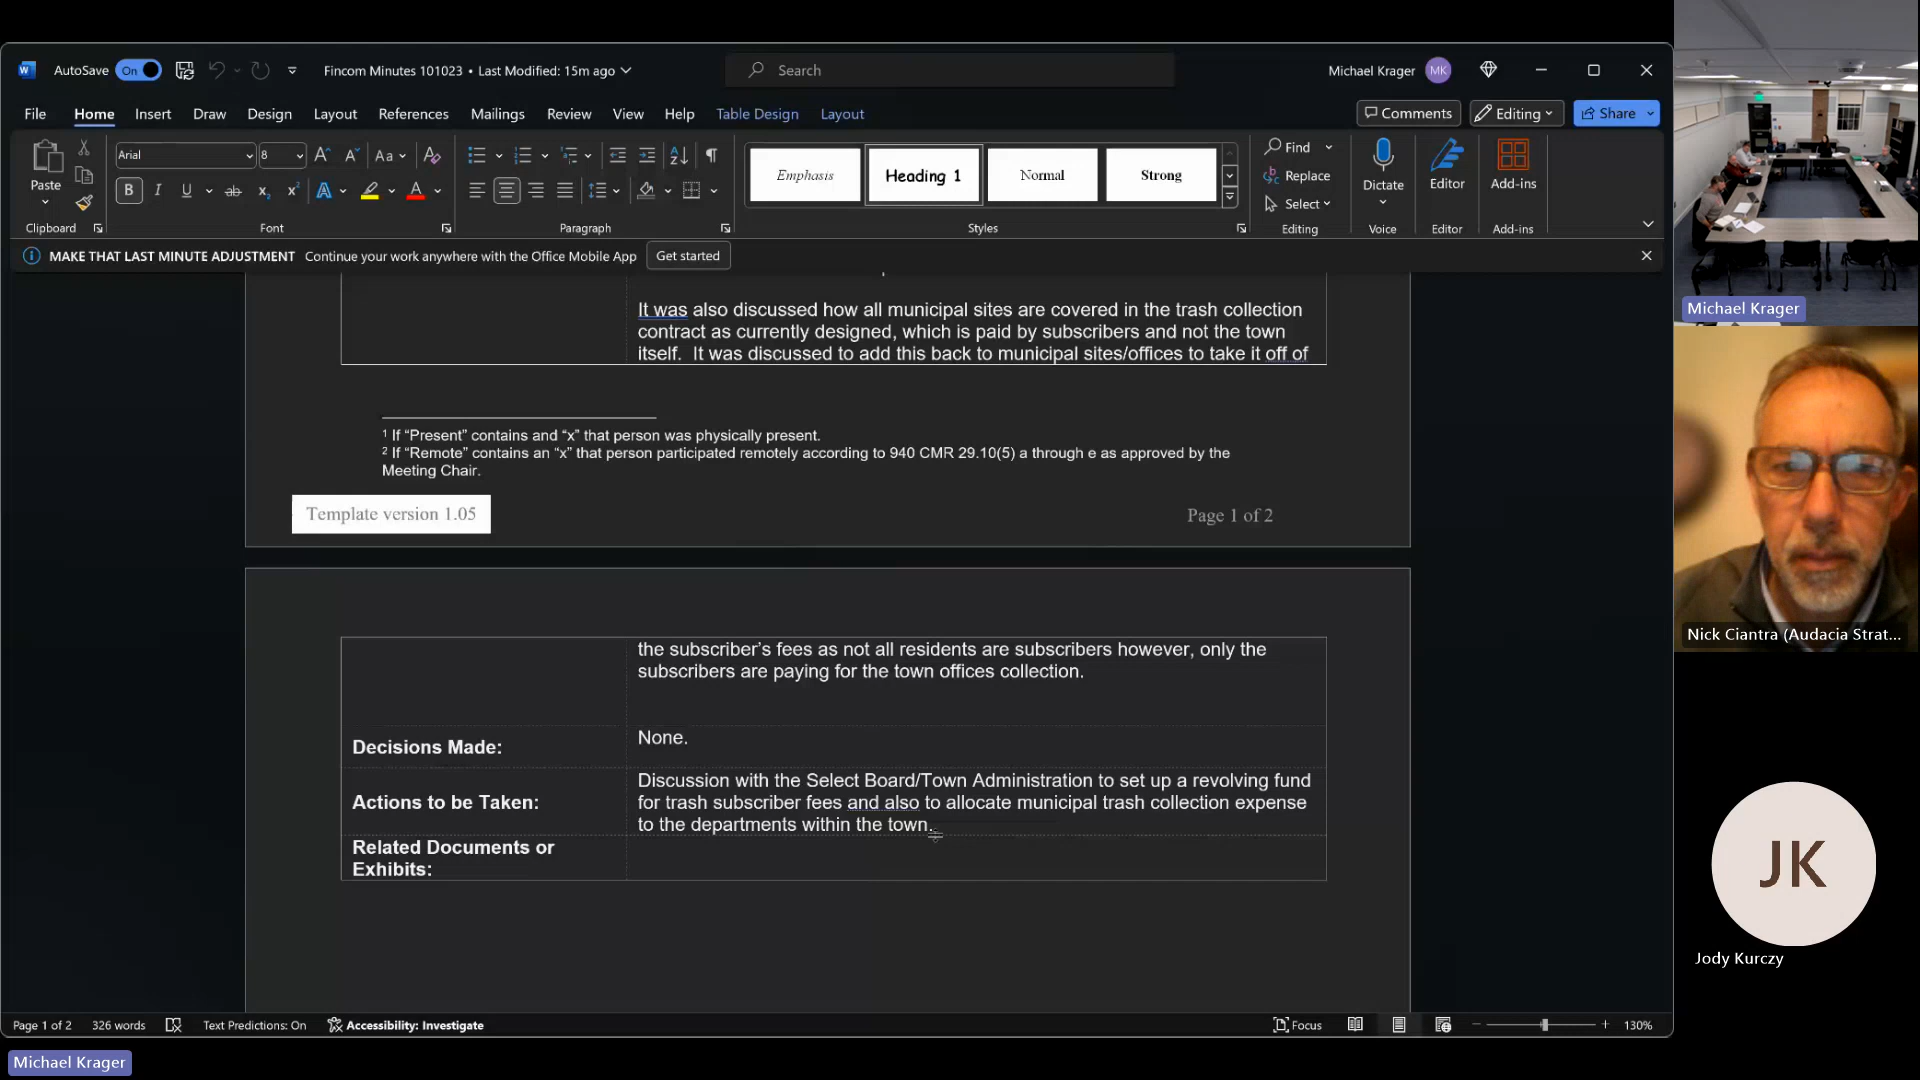 AutoSave
On
Fincom Minutes 101023 • Last Modified: 15m ago
Search
Michael Krager
MK
File
Home
Insert
Draw
Design
Layout
References
Mailings
Review
View
Help
Table Design
Layout
Comments
Editing
Share
Paste
Clipboard
Arial
8
Font
Paragraph
Emphasis
Heading 1
Normal
Strong
Styles
Find
Replace
Select
Editing
Dictate
Voice
Editor
Editor
Add-ins
Add-ins
MAKE THAT LAST MINUTE ADJUSTMENT Continue your work anywhere with the Office Mobile App
Get started
It was also discussed how all municipal sites are covered in the trash collection
contract as currently designed, which is paid by subscribers and not the town
itself. It was discussed to add this back to municipal sites/offices to take it off of
1 If “Present” contains and “x” that person was physically present.
2 If “Remote” contains an “x” that person participated remotely according to 940 CMR 29.10(5) a through e as approved by the
Meeting Chair.
Template version 1.05
Page 1 of 2
the subscriber’s fees as not all residents are subscribers however, only the
subscribers are paying for the town offices collection.
Decisions Made:
None.
Actions to be Taken:
Discussion with the Select Board/Town Administration to set up a revolving fund
for trash subscriber fees and also to allocate municipal trash collection expense
to the departments within the town.
Related Documents or
Exhibits:
Page 1 of 2
326 words
Text Predictions: On
Accessibility: Investigate
Focus
130%
Michael Krager
Michael Krager
Nick Ciantra (Audacia Strat...
JK
Jody Kurczy